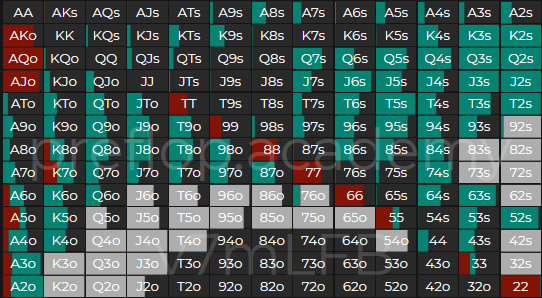 AA AKs AQs AJs ATs A9s A8s A7s A6s A5s A4s A3s A2s
AKo KK KQs KJs KTs K9s K8s K7s K6s K5s K4s K3s K2s
AQo KQo QQ QJs QTs Q9s Q8s Q7s Q6s Q5s Q4s Q3s Q2s
AJo KJo QJo JJ JTs J9s J8s J7s J6s J5s J4s J3s J2s
ATo KTo QTo JTo TT T9s T8s T7s T6s T5s T4s T3s T2s
A9o K9o Q9o J9o T9o 99 98s 97s 96s 95s 94s 93s 92s
A8o K8o Q8o J8o T8o 98o 88 87s 86s 85s 84s 83s 82s
A7o K7o Q7o J7o T7o 97o 87o 77 76s 75s 74s 73s 72s
A6o K6o Q6o J6o T6o 96o 86o 76o 66 65s 64s 63s 62s
A5o K5o Q5o J5o T5o 95o 85o 75o 65o 55 54s 53s 52s
A4o K4o Q4o J4o T4o 94o 84o 74o 64o 54o 44 43s 42s
A3o K3o Q3o J3o T3o 93o 83o 73o 63o 53o 43o 33 32s
A2o K2o Q2o J2o T2o 92o 82o 72o 62o 52o 42o 32o 22
preflop.academy